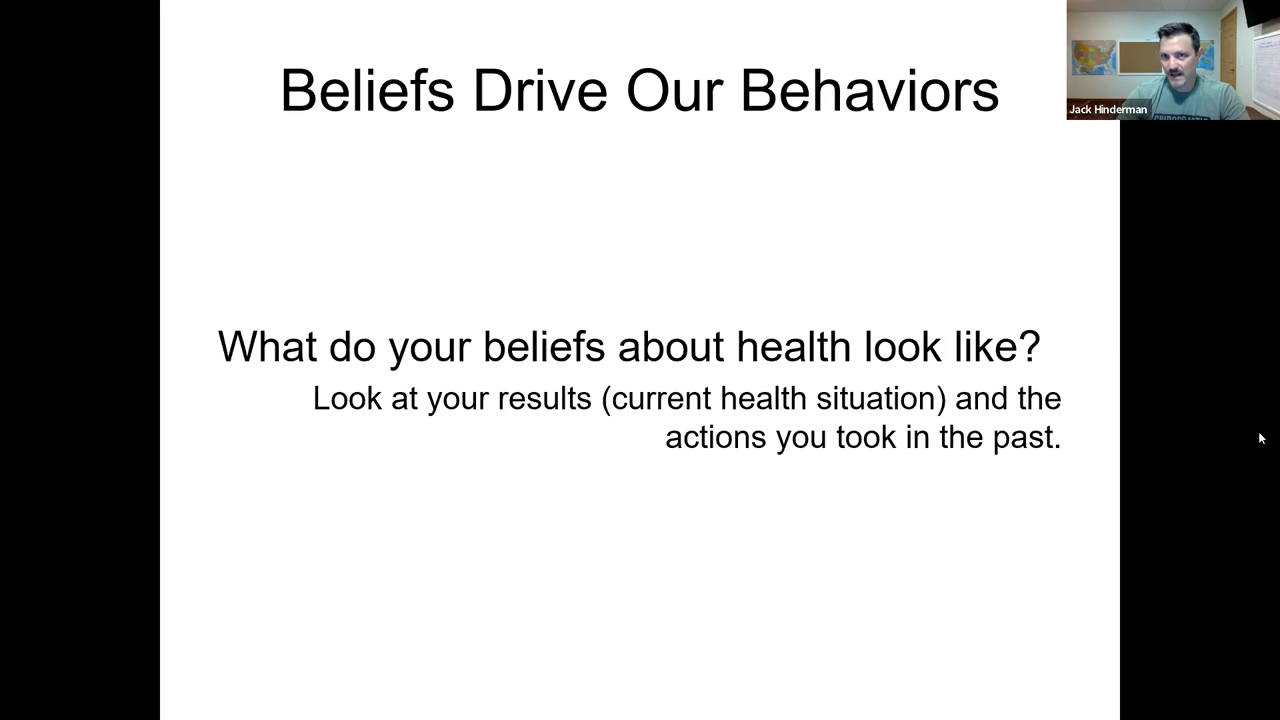 Beliefs Drive Our Behaviors
Jack Hinderman
What do your beliefs about health look like?
Look at your results (current health situation) and the
actions you took in the past.